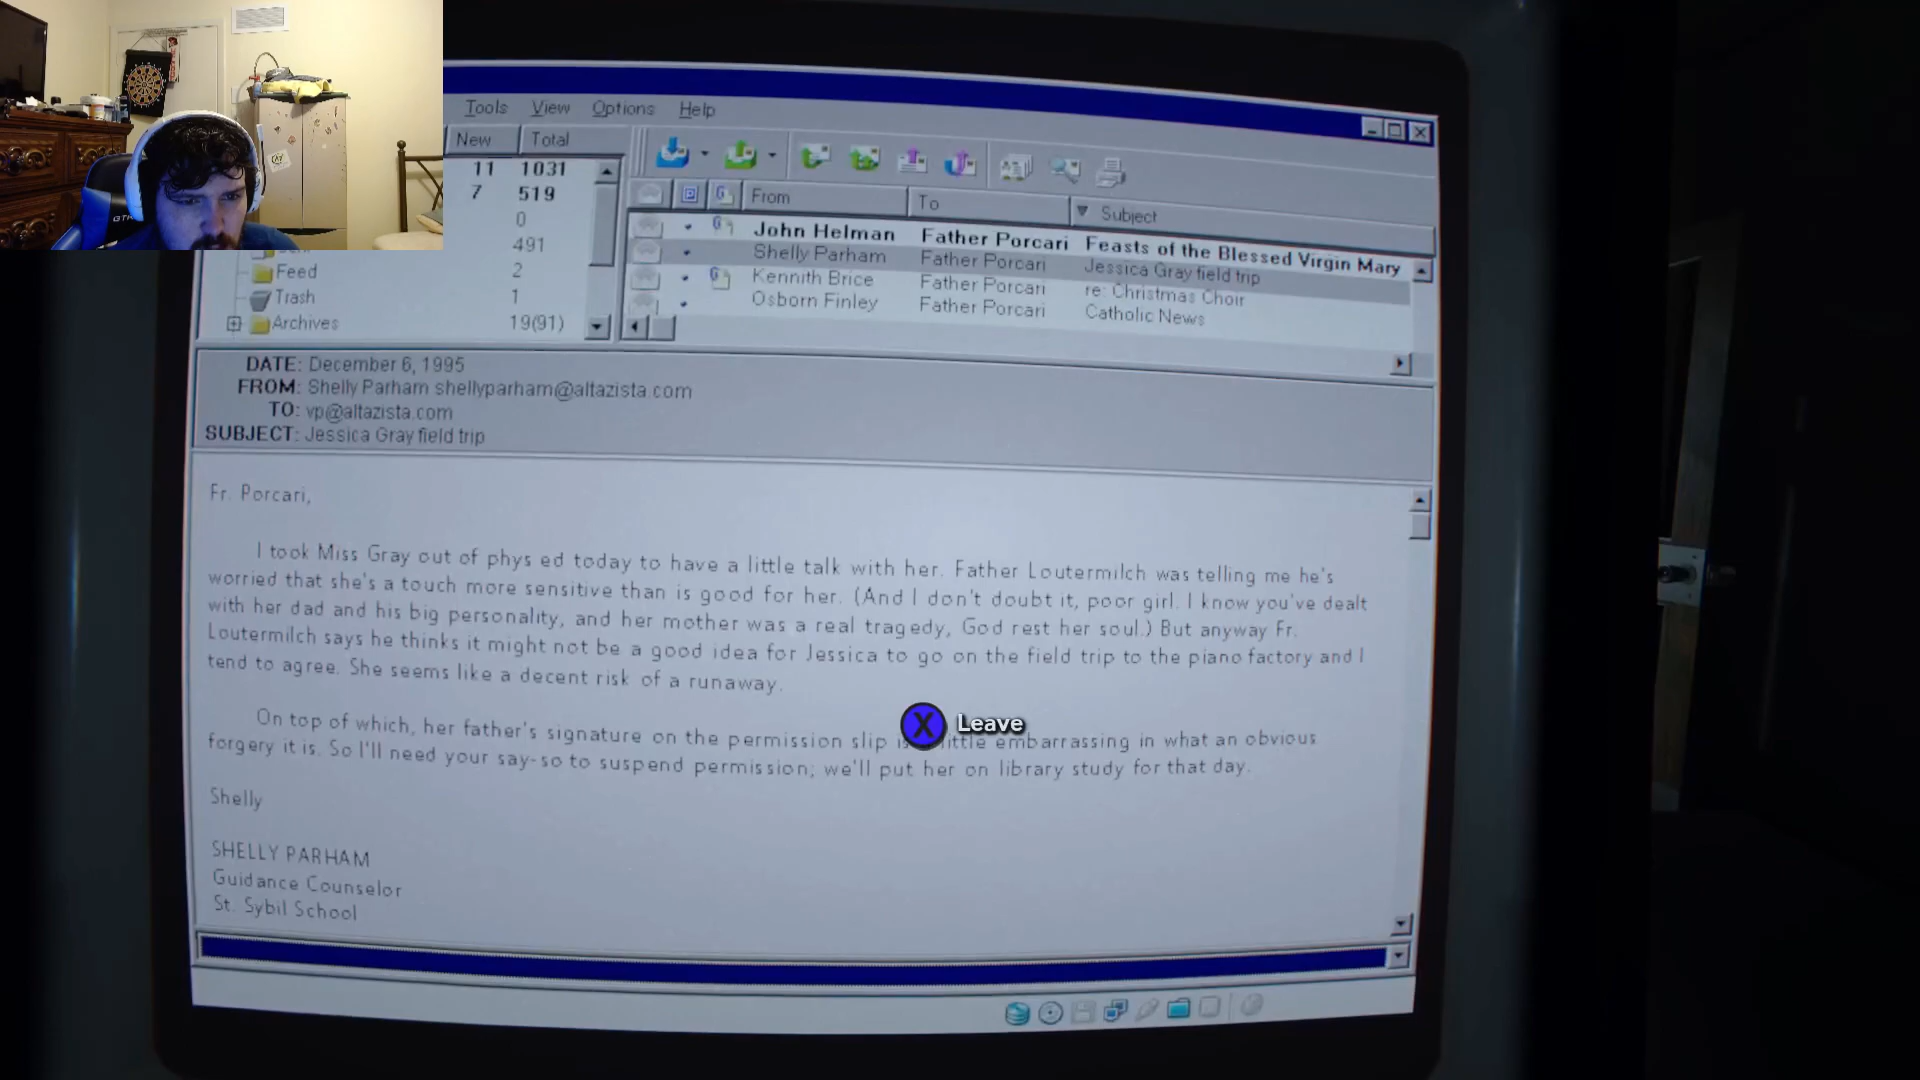 Tools View Options Help
New Total
11 1031
7 519
0
491
Feed 2
Trash 1
Archives 19(91)
From To Subject
John Helman Father Porcari Feasts of the Blessed Virgin Mary
Shelly Parham Father Porcari Jessica Gray field trip
Kennith Brice Father Porcari re: Christmas Choir
Osborn Finley Father Porcari Catholic News
DATE: December 6, 1995
FROM: Shelly Parham shellyparham@altazista.com
TO: vp@altazista.com
SUBJECT: Jessica Gray field trip
Fr. Porcari,
I took Miss Gray out of phys ed today to have a little talk with her. Father Loutermilch was telling me he's
worried that she's a touch more sensitive than is good for her. (And I don't doubt it, poor girl. I know you've dealt
with her dad and his big personality, and her mother was a real tragedy, God rest her soul.) But anyway Fr.
Loutermilch says he thinks it might not be a good idea for Jessica to go on the field trip to the piano factory and I
tend to agree. She seems like a decent risk of a runaway.
On top of which, her father's signature on the permission slip little embarrassing in what an obvious
forgery it is. So I'll need your say-so to suspend permission; we'll put her on library study for that day.
X Leave
Shelly
SHELLY PARHAM
Guidance Counselor
St. Sybil School